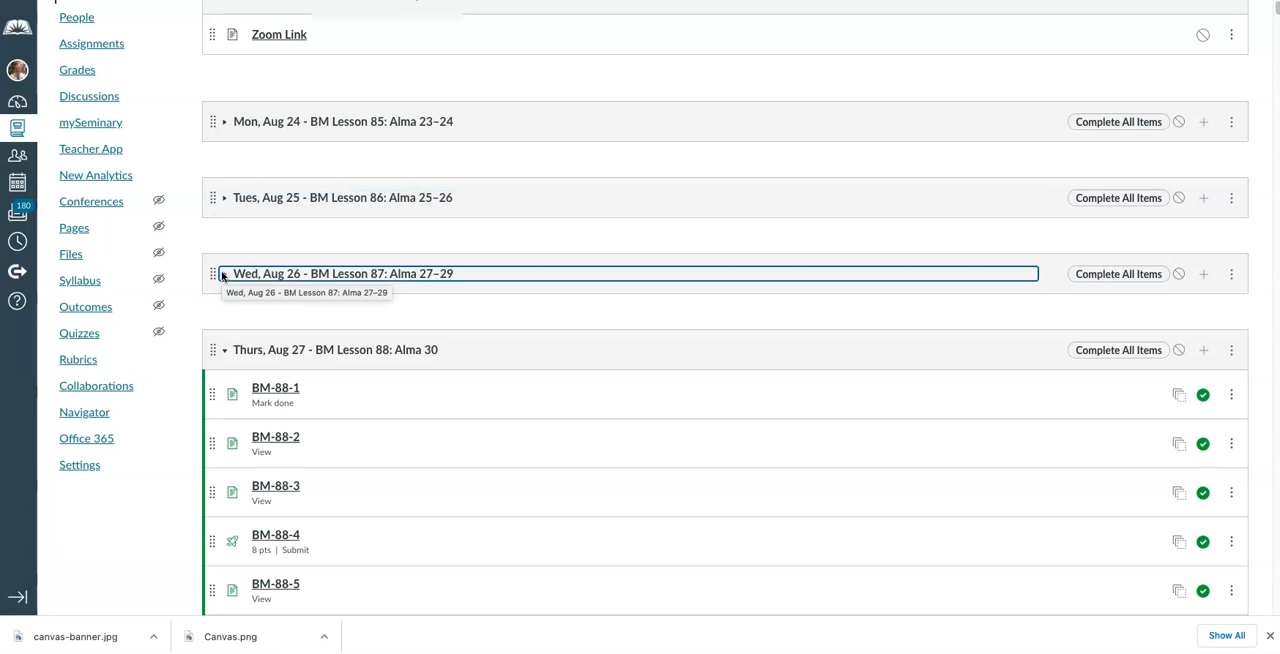 People
Assignments
Grades
Discussions
mySeminary
Teacher App
New Analytics
Conferences
Pages
Files
Syllabus
Outcomes
Quizzes
Rubrics
Collaborations
Navigator
Office 365
Settings
180
Zoom Link
Mon, Aug 24 - BM Lesson 85: Alma 23–24 Complete All Items
Tues, Aug 25 - BM Lesson 86: Alma 25–26 Complete All Items
Wed, Aug 26 - BM Lesson 87: Alma 27–29 Complete All Items
Wed, Aug 26 - BM Lesson 87: Alma 27–29
Thurs, Aug 27 - BM Lesson 88: Alma 30 Complete All Items
BM-88-1
Mark done
BM-88-2
View
BM-88-3
View
BM-88-4
8 pts | Submit
BM-88-5
View
canvas-banner.jpg
Canvas.png
Show All